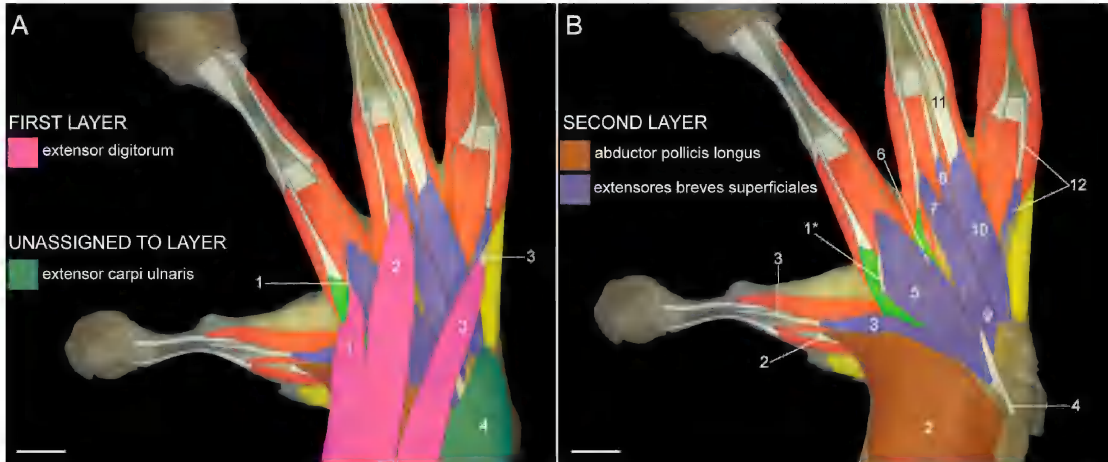 A
FIRST LAYER
extensor digitorum
UNASSIGNED TO LAYER
extensor carpi ulnaris
1
3
2
1
3
4
B
SECOND LAYER
abductor pollicis longus
extensores breves superficiales
11
6
8
12
7
1*
10
3
5
9
3
2
4
2